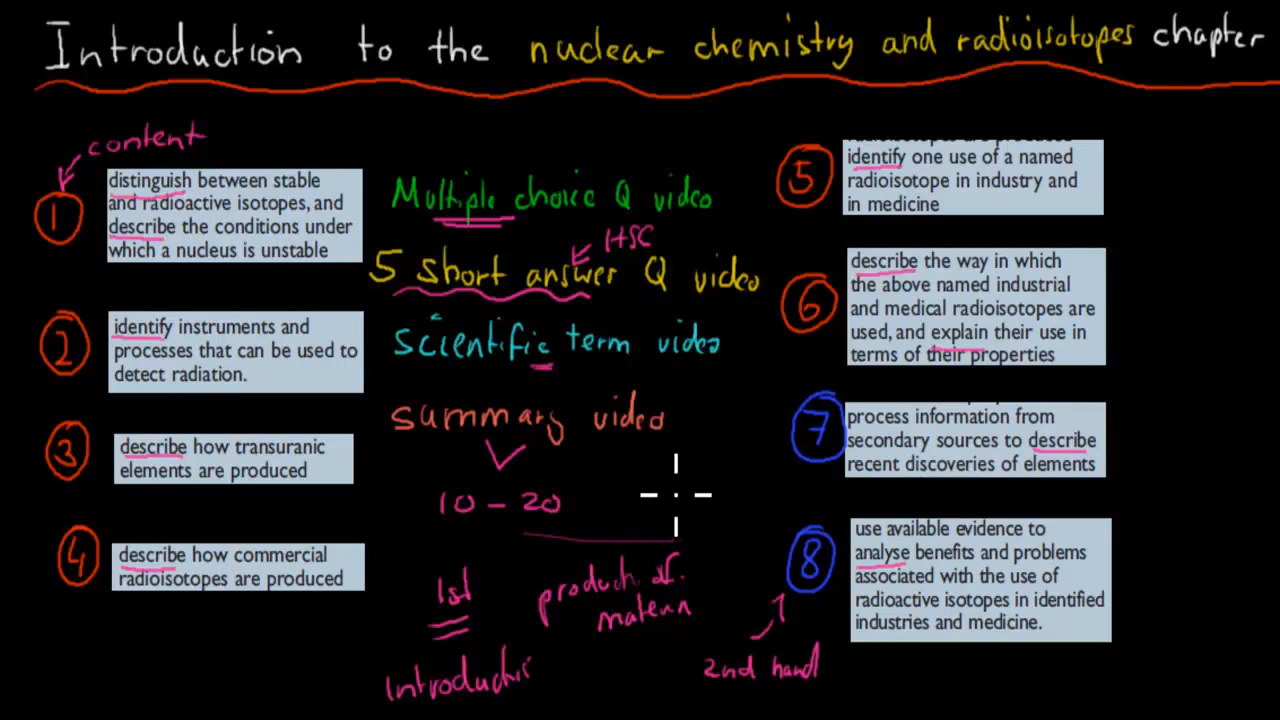 Introduction to the nuclear chemistry and radioisotopes chapter
content
1
distinguish between stable
and radioactive isotopes, and
describe the conditions under
which a nucleus is unstable
2
identify instruments and
processes that can be used to
detect radiation.
3
describe how transuranic
elements are produced
4
describe how commercial
radioisotopes are produced
Multiple choice Q video
HSC
5 short answer Q video
scientific term video
summary video
10 - 20
1st
Introducti
product of
5
identify one use of a named
radioisotope in industry and
in medicine
6
describe the way in which
the above named industrial
and medical radioisotopes are
used, and explain their use in
terms of their properties
7
process information from
secondary sources to describe
recent discoveries of elements
8
use available evidence to
analyse benefits and problems
associated with the use of
radioactive isotopes in identified
industries and medicine.
2nd hand